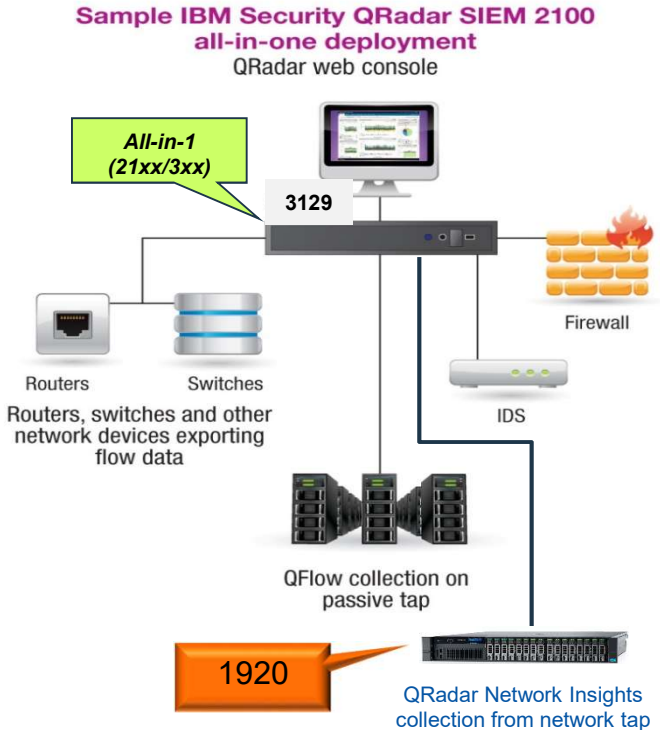 Sample IBM Security QRadar SIEM 2100
all-in-one deployment
QRadar web console
All-in-1
(21xx/3xx)
3129
Firewall
Routers
Switches
IDS
Routers, switches and other
network devices exporting
flow data
QFlow collection on
passive tap
1920
QRadar Network Insights
collection from network tap